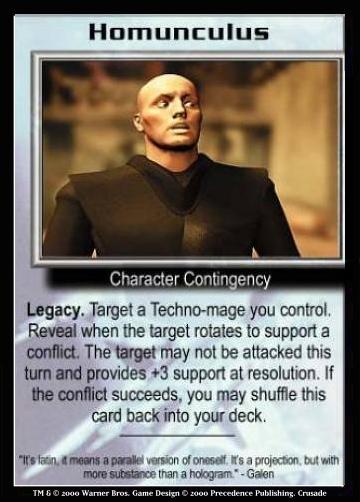 Homunculus
Character Contingency
Legacy. Target a Techno-mage you control.
Reveal when the target rotates to support a
conflict. The target may not be attacked this
turn and provides +3 support at resolution. If
the conflict succeeds, you may shuffle this
card back into your deck.
"It's latin, it means a parallel version of oneself. It's a projection, but with
more substance than a hologram." - Galen
TM & © 2000 Warner Bros. Game Design © 2000 Precedence Publishing. Crusade